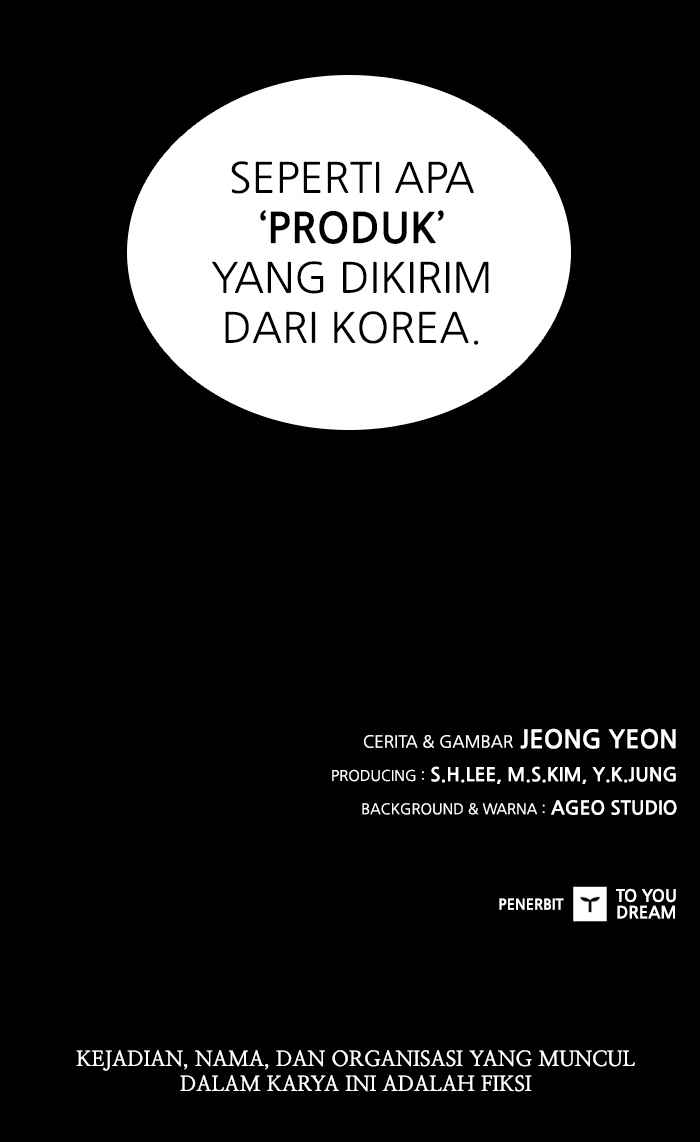 SEPERTI APA
‘PRODUK’
YANG DIKIRIM
DARI KOREA.
CERITA & GAMBAR JEONG YEON
PRODUCING : S.H.LEE, M.S.KIM, Y.K.JUNG
BACKGROUND & WARNA : AGEO STUDIO
PENERBIT TO YOU
DREAM
KEJADIAN, NAMA, DAN ORGANISASI YANG MUNCUL
DALAM KARYA INI ADALAH FIKSI